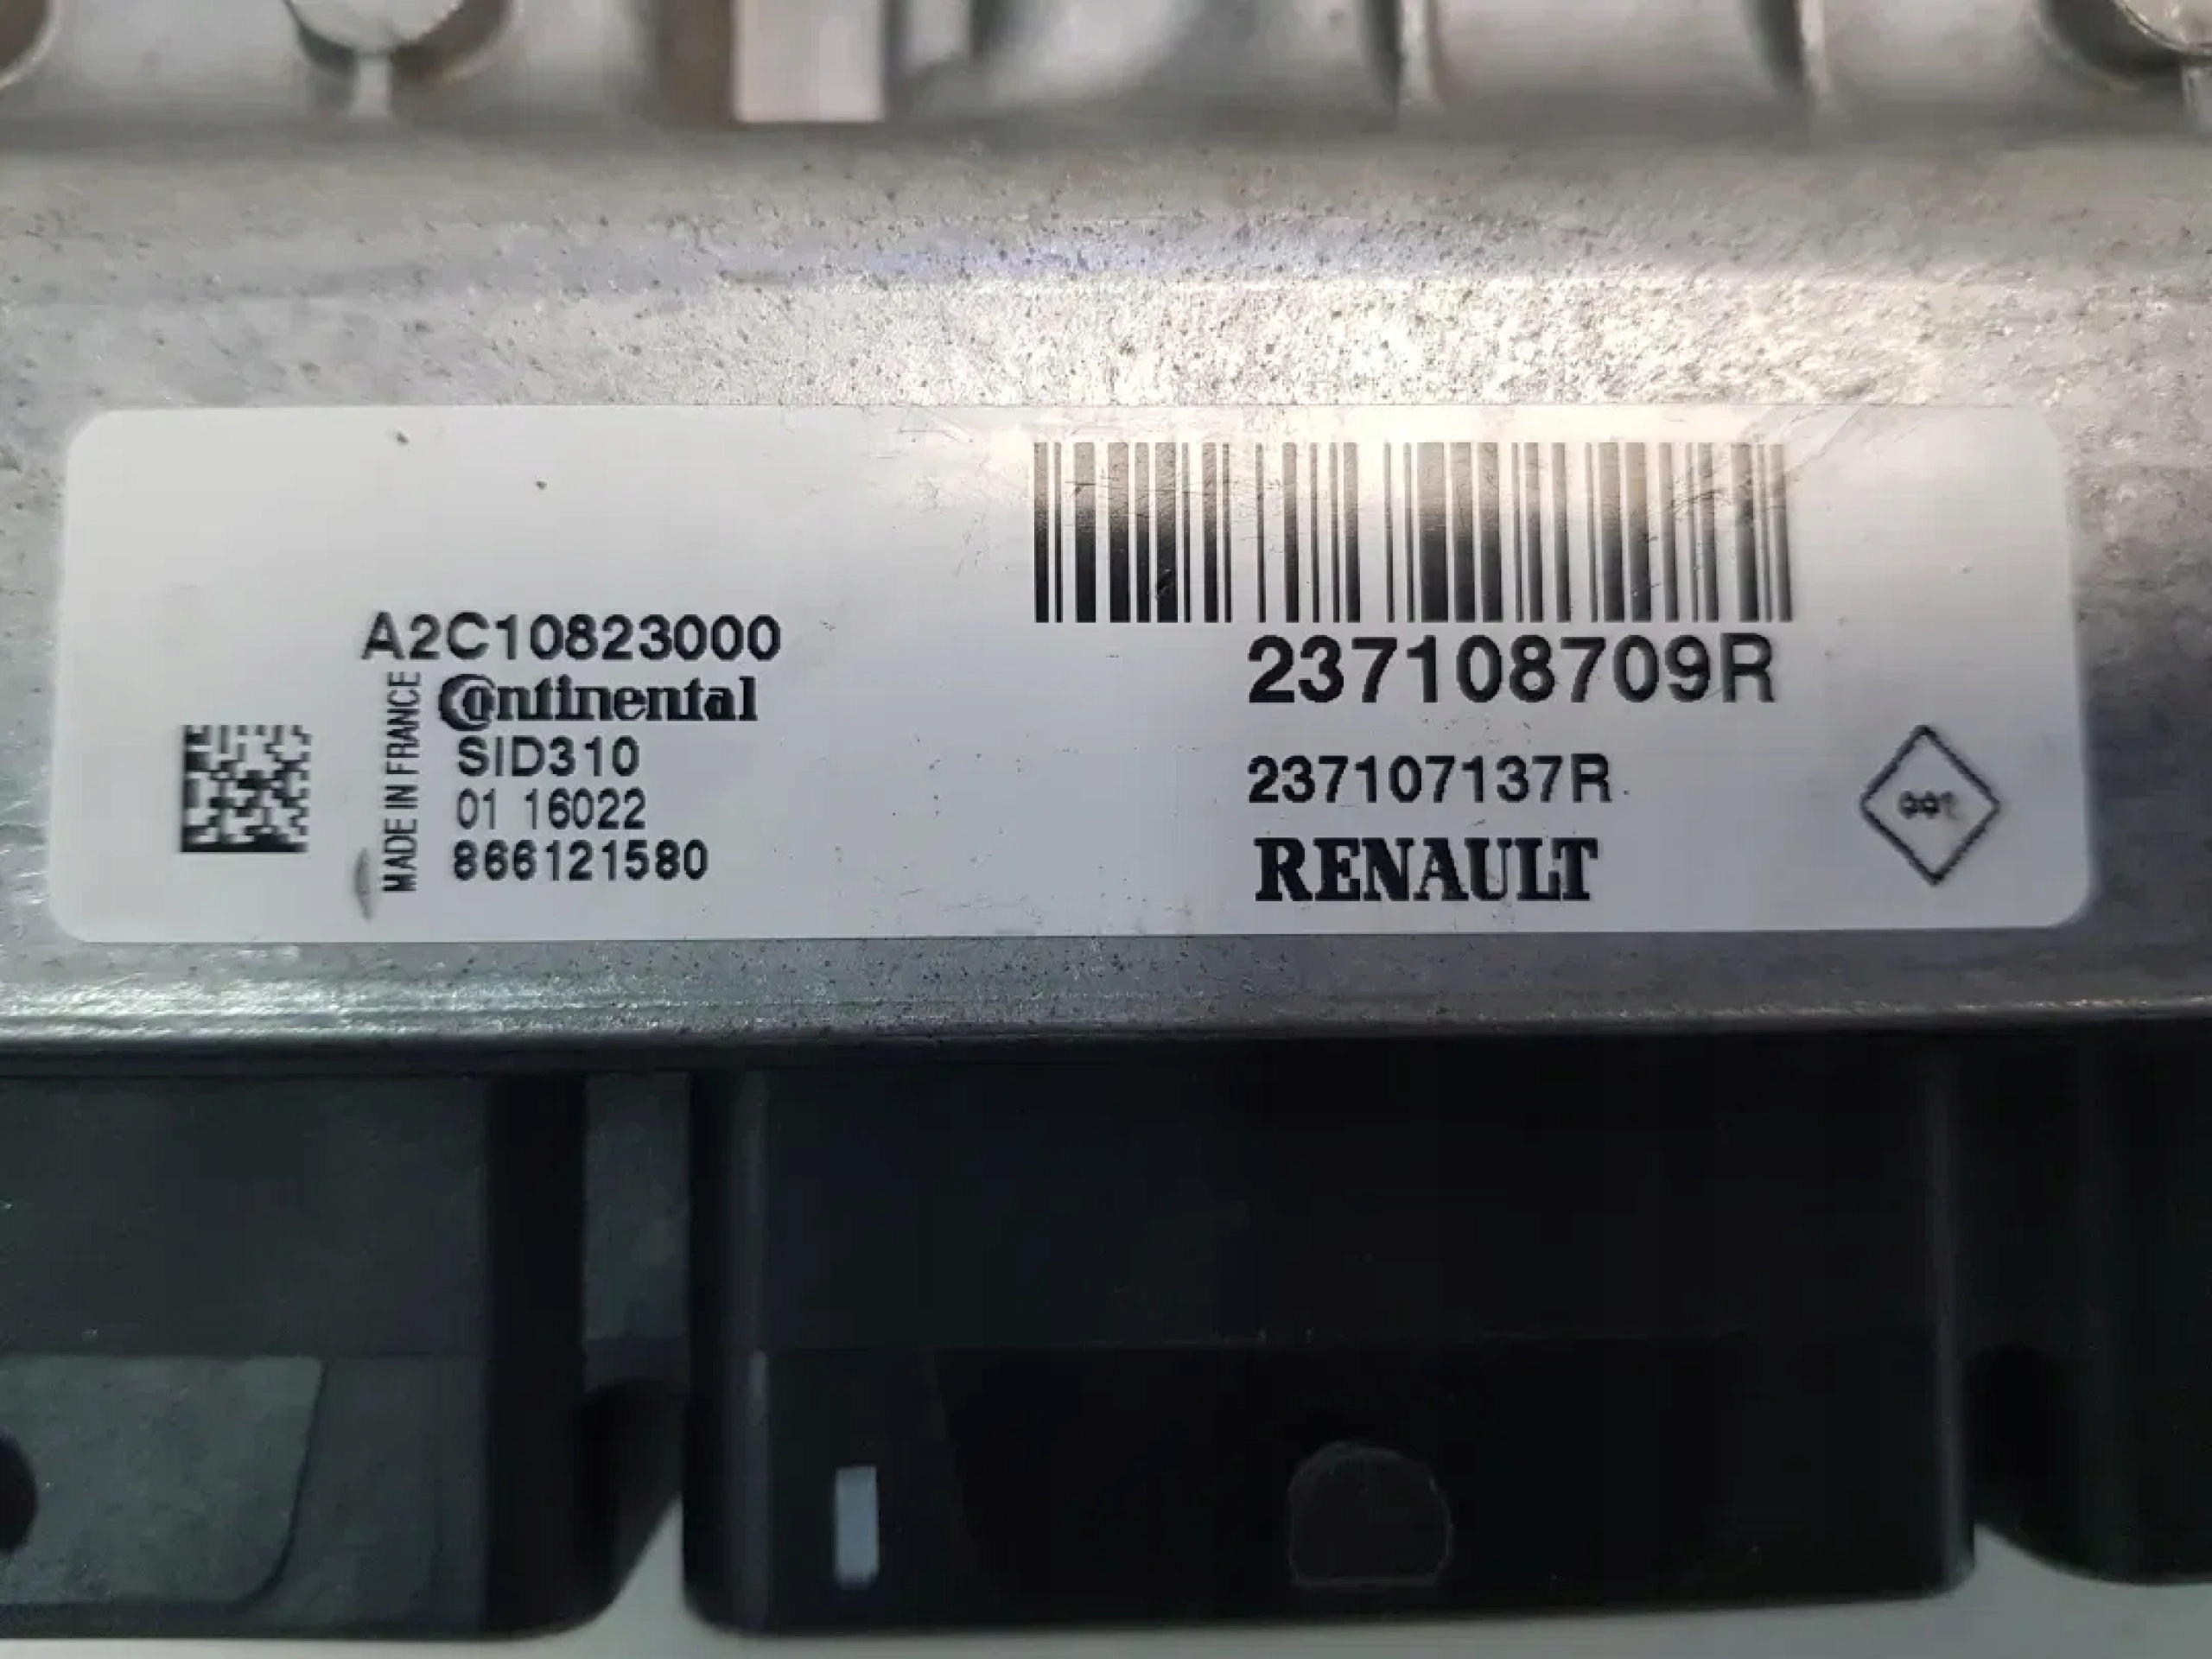 A2C10823000
MADE IN FRANCE
Continental
SID310
01 16022
866121580
237108709R
237107137R
RENAULT